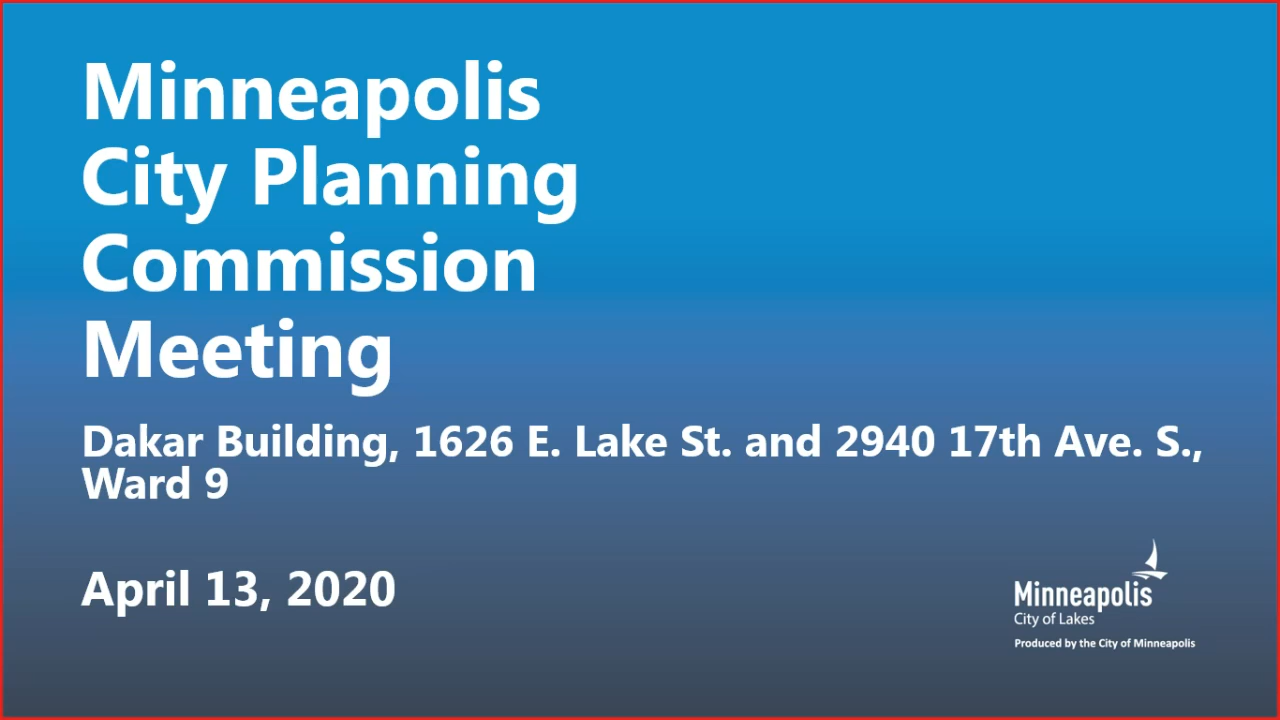 Minneapolis
City Planning
Commission
Meeting
Dakar Building, 1626 E. Lake St. and 2940 17th Ave. S.,
Ward 9
April 13, 2020
Minneapolis
City of Lakes
Produced by the City of Minneapolis